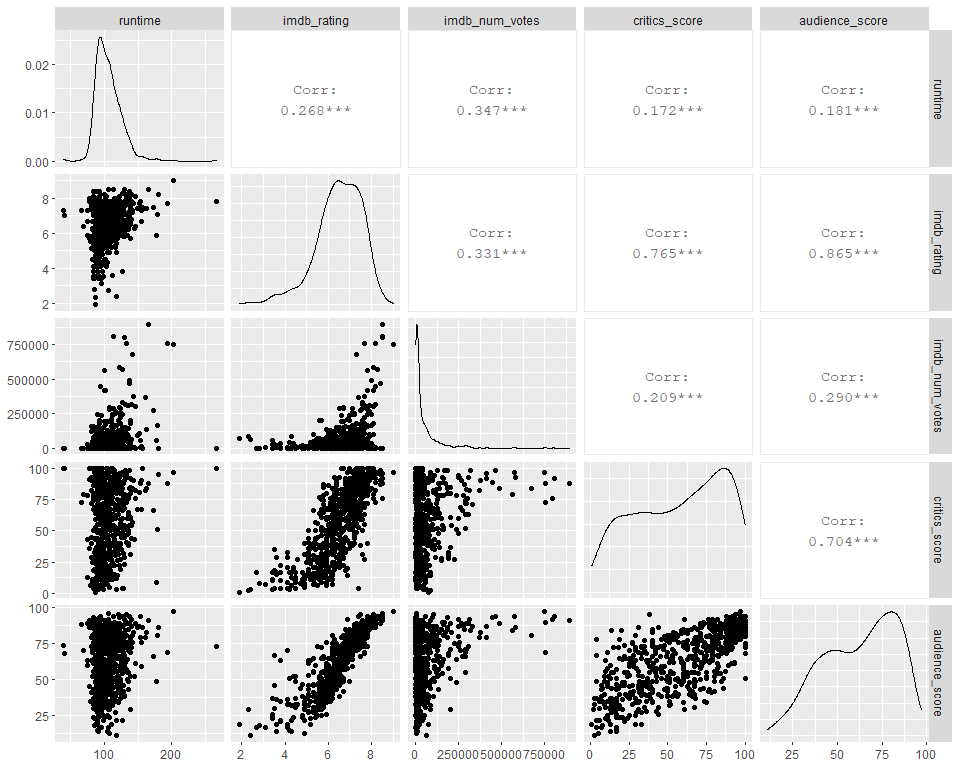 runtime imdb_rating imdb_num_votes critics_score audience_score
0.02
0.01
0.00
Corr:
0.268***
Corr:
0.347***
Corr:
0.172***
Corr:
0.181***
runtime
8
6
4
2
Corr:
0.331***
Corr:
0.765***
Corr:
0.865***
imdb_rating
750000
500000
250000
0
Corr:
0.209***
Corr:
0.290***
imdb_num_votes
100
75
50
25
0
Corr:
0.704***
critics_score
100
75
50
25
audience_score
100 200 2 4 6 8 0 250000 500000 750000 0 25 50 75 100 25 50 75 100